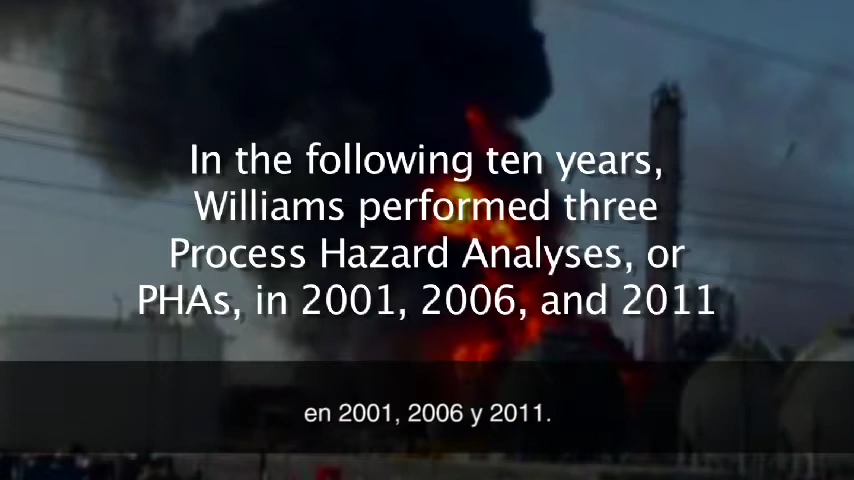 In the following ten years,
Williams performed three
Process Hazard Analyses, or
PHAs, in 2001, 2006, and 2011
en 2001, 2006 y 2011.